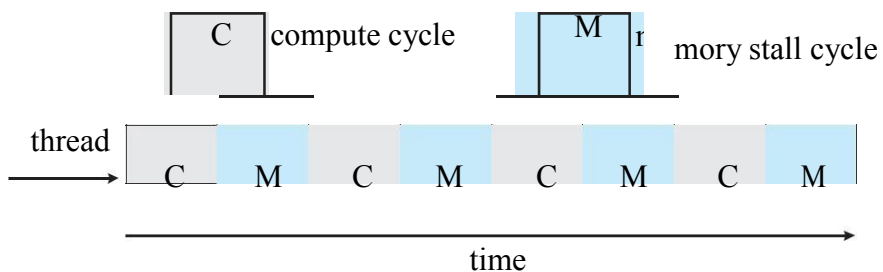 C compute cycle M mory stall cycle
thread
C M C M C M C M
time